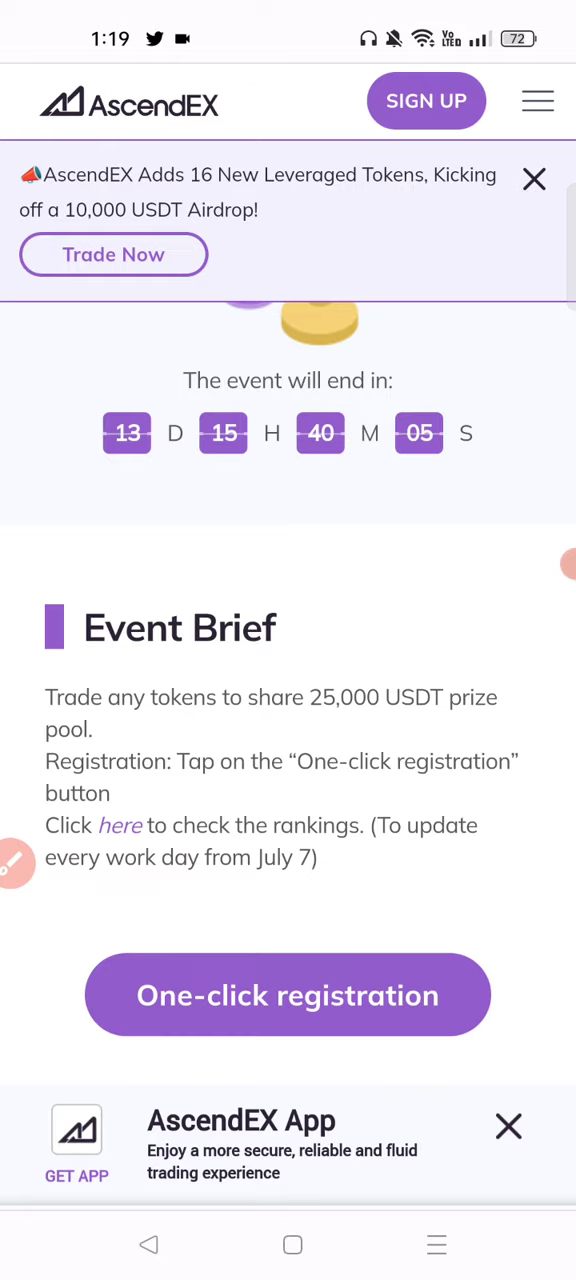 1:19
Vo LTED
72
AscendEX
SIGN UP
AscendEX Adds 16 New Leveraged Tokens, Kicking
off a 10,000 USDT Airdrop!
Trade Now
The event will end in:
13 D 15 H 40 M 05 S
Event Brief
Trade any tokens to share 25,000 USDT prize
pool.
Registration: Tap on the “One-click registration”
button
Click here to check the rankings. (To update
every work day from July 7)
One-click registration
AscendEX App
Enjoy a more secure, reliable and fluid
trading experience
GET APP